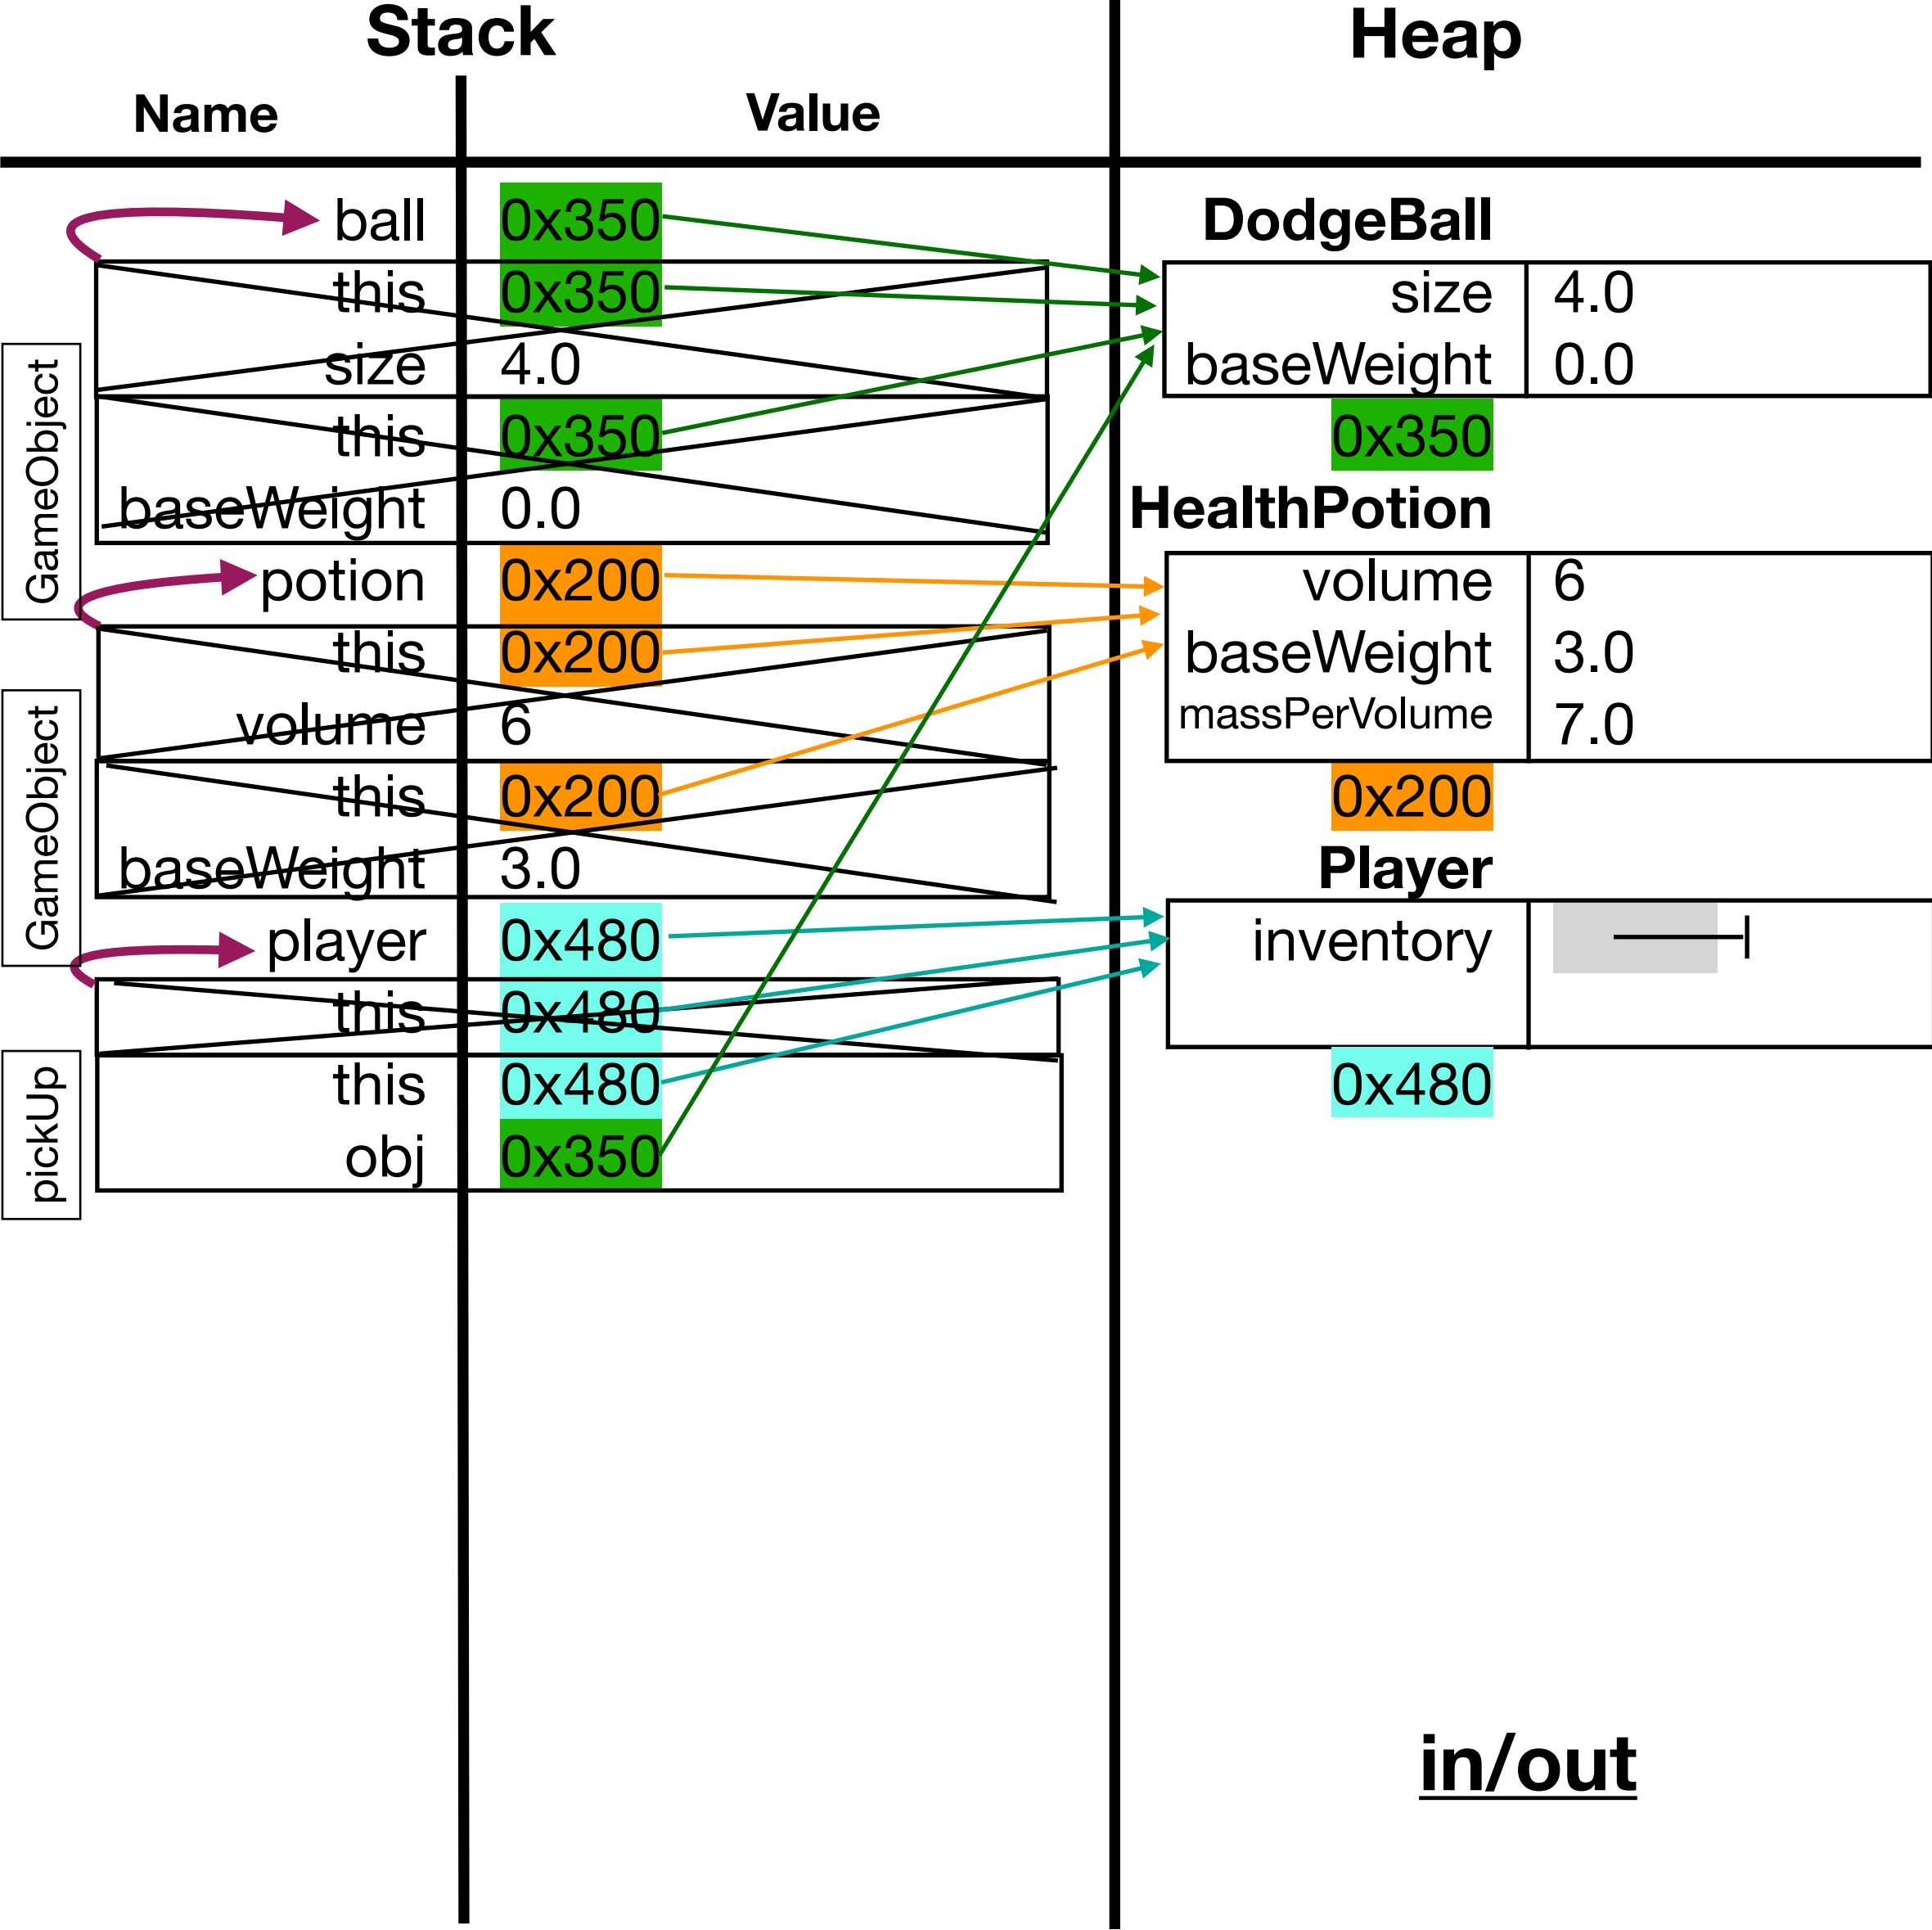 Stack
Heap
Name
Value
ball 0x350
this 0x350
size 4.0
this 0x350
baseWeight 0.0
potion 0x200
this 0x200
volume 6
this 0x200
baseWeight 3.0
player 0x480
this 0x480
this 0x480
obj 0x350
GameObject
GameObject
pickUp
DodgeBall
size 4.0
baseWeight 0.0
0x350
HealthPotion
volume 6
baseWeight 3.0
massPerVolume 7.0
0x200
Player
inventory
0x480
in/out